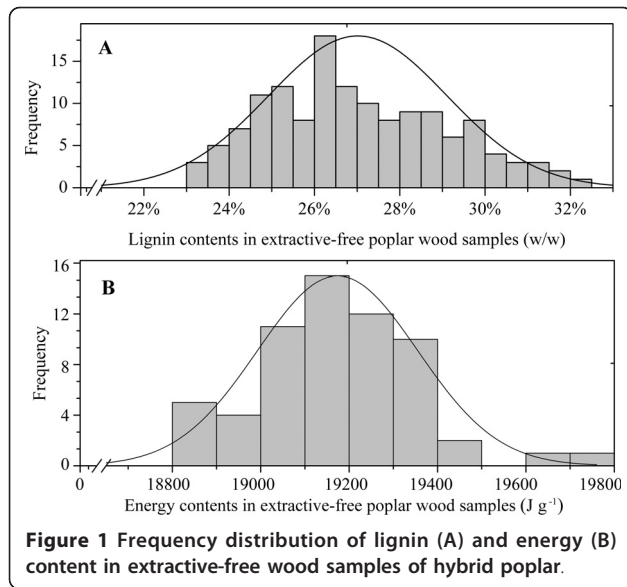 A
15
10
5
0
Frequency
22% 24% 26% 28% 30% 32%
Lignin contents in extractive-free poplar wood samples (w/w)
B
16
12
8
4
0
Frequency
0 18800 19000 19200 19400 19600 19800
Energy contents in extractive-free poplar wood samples (J g⁻¹)
Figure 1 Frequency distribution of lignin (A) and energy (B)
content in extractive-free wood samples of hybrid poplar.